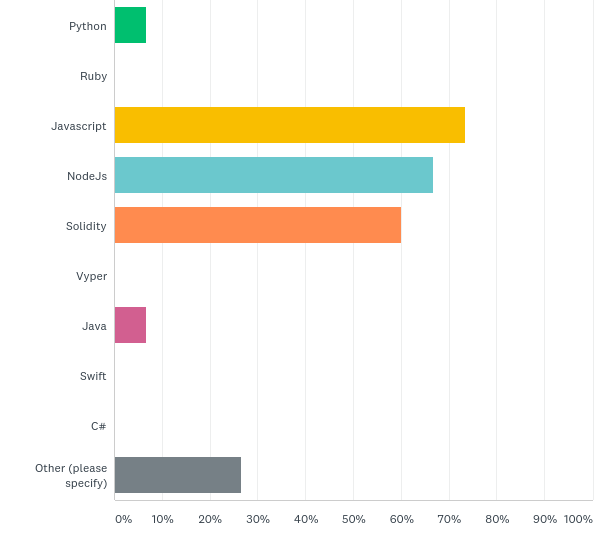 Python
Ruby
Javascript
NodeJs
Solidity
Vyper
Java
Swift
C#
Other (please
specify)
0% 10% 20% 30% 40% 50% 60% 70% 80% 90% 100%